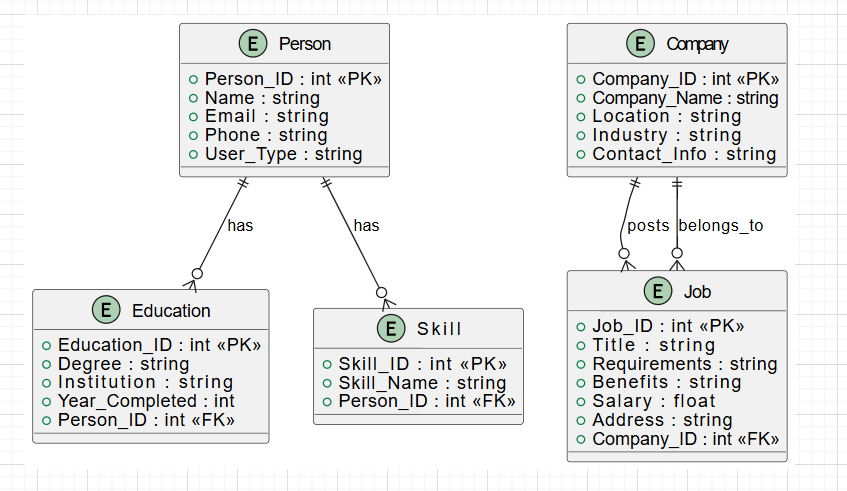 E Person
Person_ID : int «PK»
Name : string
Email : string
Phone : string
User_Type : string
E Company
Company_ID : int «PK»
Company_Name : string
Location : string
Industry : string
Contact_Info : string
has
has
posts
belongs_to
E Education
Education_ID : int «PK»
Degree : string
Institution : string
Year_Completed : int
Person_ID : int «FK»
E Skill
Skill_ID : int «PK»
Skill_Name : string
Person_ID : int «FK»
E Job
Job_ID : int «PK»
Title : string
Requirements : string
Benefits : string
Salary : float
Address : string
Company_ID : int «FK»